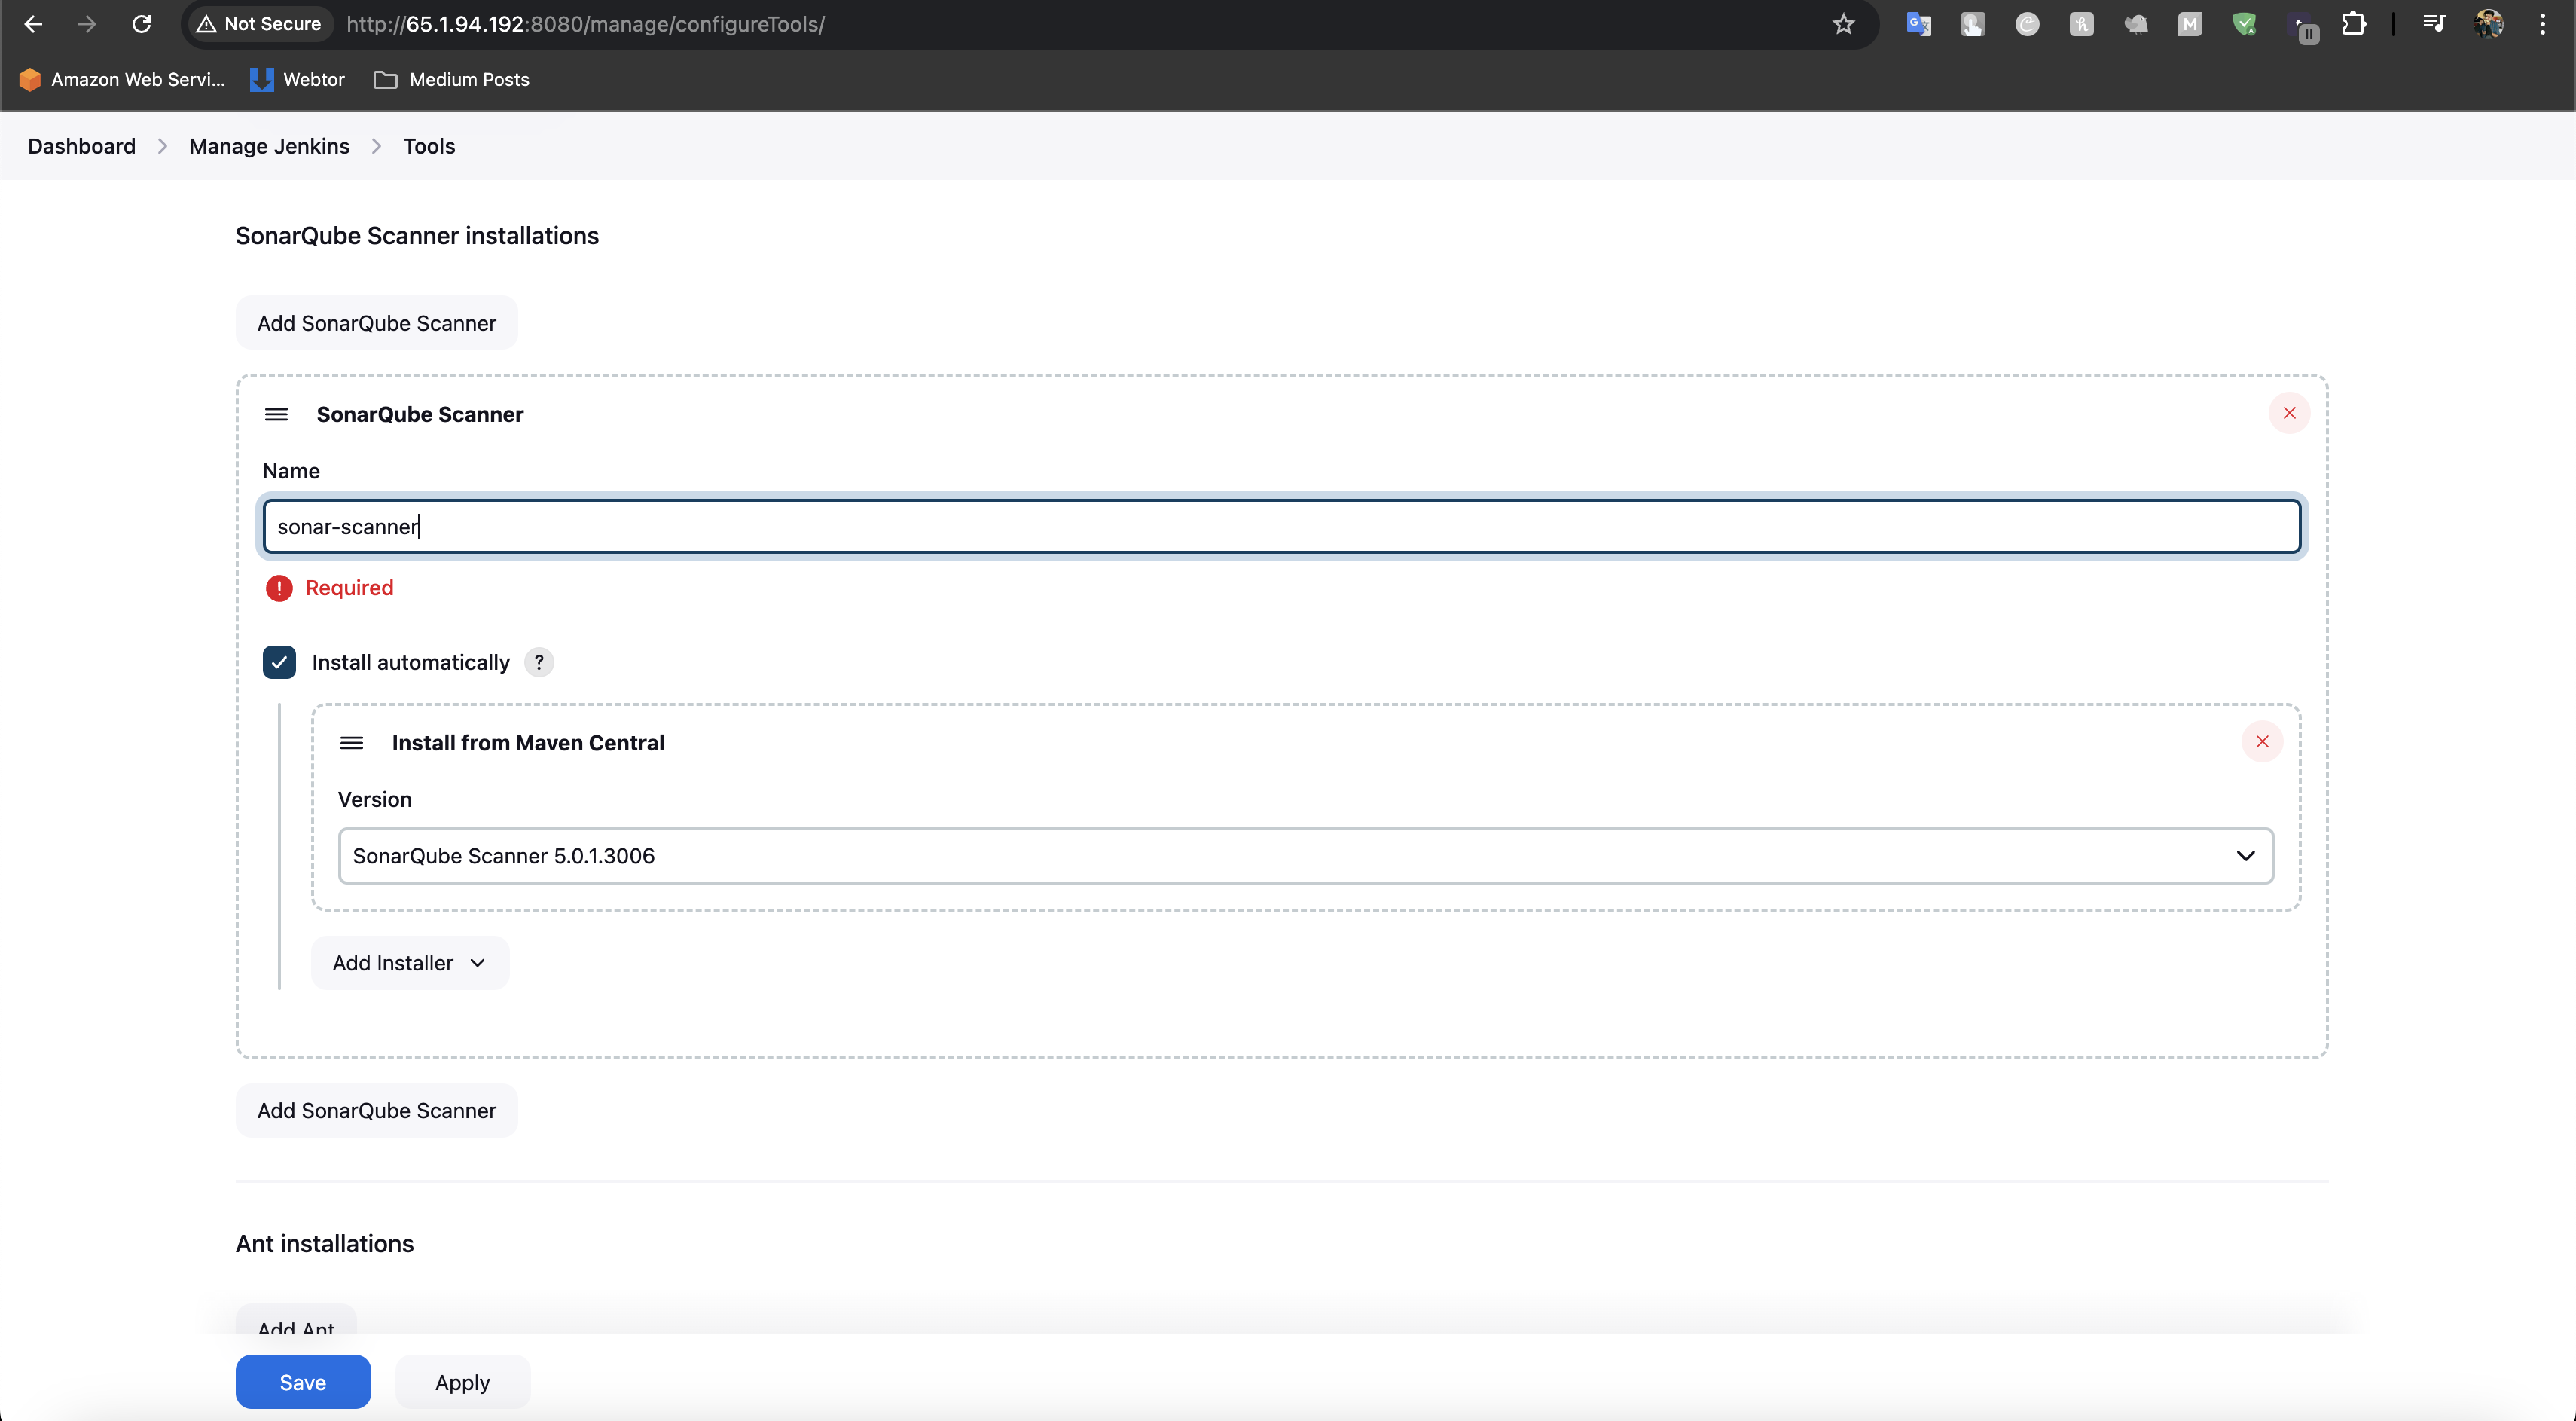 Not Secure http://65.1.94.192:8080/manage/configureTools/
Amazon Web Servi... Webtor Medium Posts
Dashboard Manage Jenkins Tools
SonarQube Scanner installations
Add SonarQube Scanner
SonarQube Scanner
Name
sonar-scanner
Required
Install automatically ?
Install from Maven Central
Version
SonarQube Scanner 5.0.1.3006
Add Installer
Add SonarQube Scanner
Ant installations
Add Ant
Save Apply